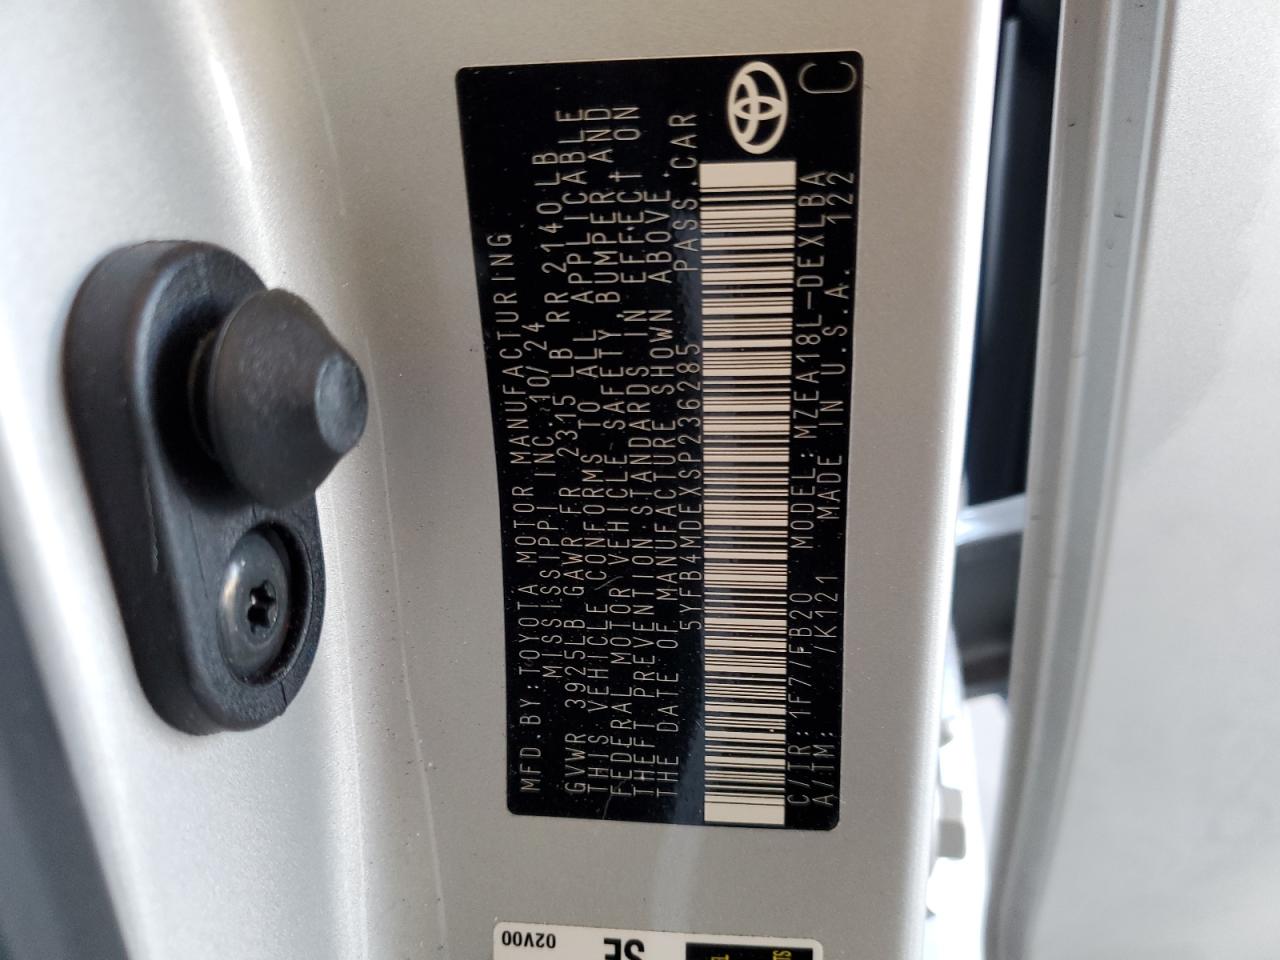 MFD.BY:TOYOTA MOTOR MANUFACTURING
MISSISSIPPI INC.10/24
GVWR 3925LB GAWR FR 2315 LB RR 2140LB
THIS VEHICLE CONFORMS TO ALL APPLICABLE
FEDERAL MOTOR VEHICLE SAFETY, BUMPER, AND
THEFT PREVENTION STANDARDS IN EFFECT ON
THE DATE OF MANUFACTURE SHOWN ABOVE.
5YFB4MDEXSP236285 PASS.CAR
C/TR:1F7/FB20 MODEL:MZEA18L-DEXLBA
A/TM: /K121 MADE IN U.S.A. 122
C
02V00
SE